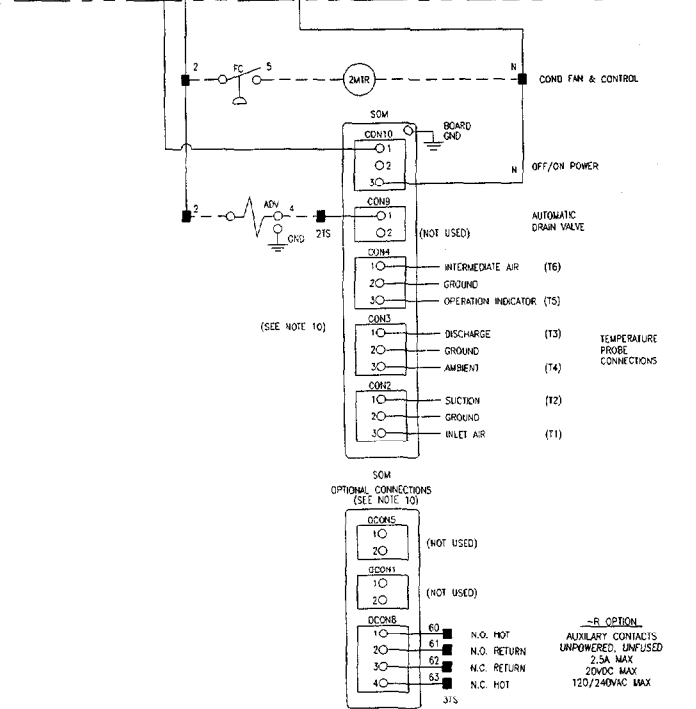 2 FC 5 2MTR N COND FAN & CONTROL
SOM
BOARD
GND
CON10
1
2
3
N OFF/ON POWER
2 ADV 4
GND 2TS
CON9
1
2 (NOT USED)
AUTOMATIC
DRAIN VALVE
CON4
1 INTERMEDIATE AIR (T6)
2 GROUND
3 OPERATION INDICATOR (T5)
(SEE NOTE 10)
CON3
1 DISCHARGE (T3)
2 GROUND
3 AMBIENT (T4)
TEMPERATURE
PROBE
CONNECTIONS
CON2
1 SUCTION (T2)
2 GROUND
3 INLET AIR (T1)
SOM
OPTIONAL CONNECTIONS
(SEE NOTE 10)
OCON5
1
2
(NOT USED)
OCON1
1
2
(NOT USED)
OCON8
1 60 N.O. HOT
2 61 N.O. RETURN
3 62 N.C. RETURN
4 63 N.C. HOT
3TS
-R OPTION
AUXILARY CONTACTS
UNPOWERED, UNFUSED
2.5A MAX
20VDC MAX
120/240VAC MAX